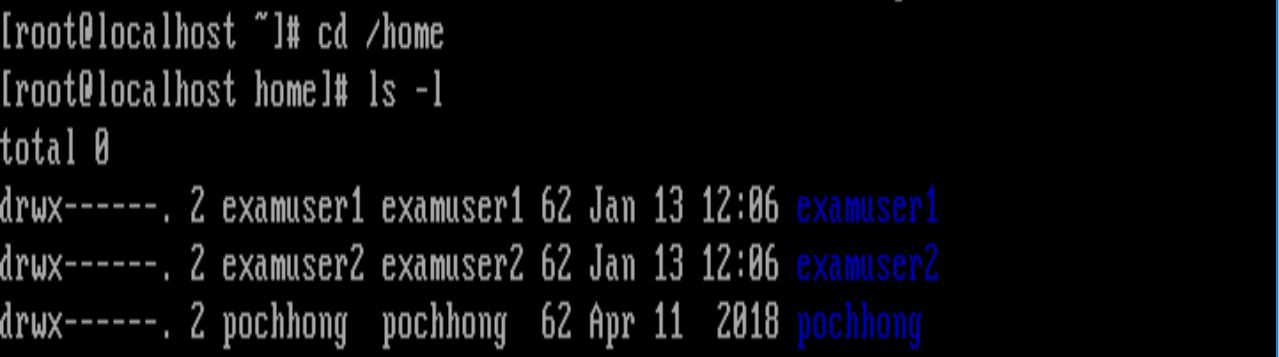 [root@localhost ~]# cd /home
[root@localhost home]# ls -l
total 0
drwx------. 2 examuser1 examuser1 62 Jan 13 12:06 examuser1
drwx------. 2 examuser2 examuser2 62 Jan 13 12:06 examuser2
drwx------. 2 pochhong  pochhong  62 Apr 11  2018 pochhong